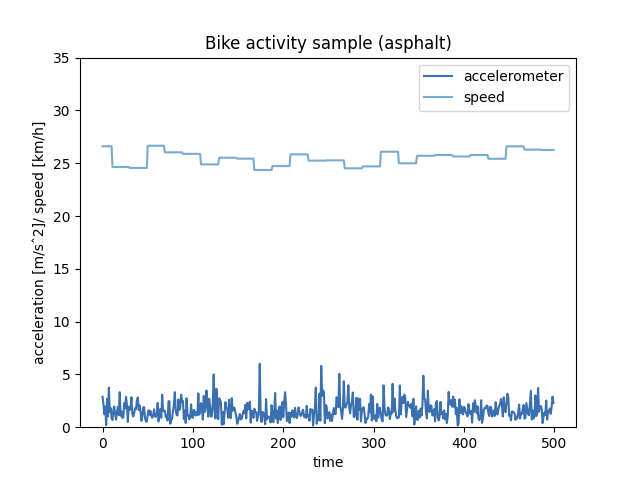 Bike activity sample (asphalt)
accelerometer
speed
35
30
25
20
15
10
5
0
acceleration [m/sˆ2]/ speed [km/h]
0 100 200 300 400 500
time